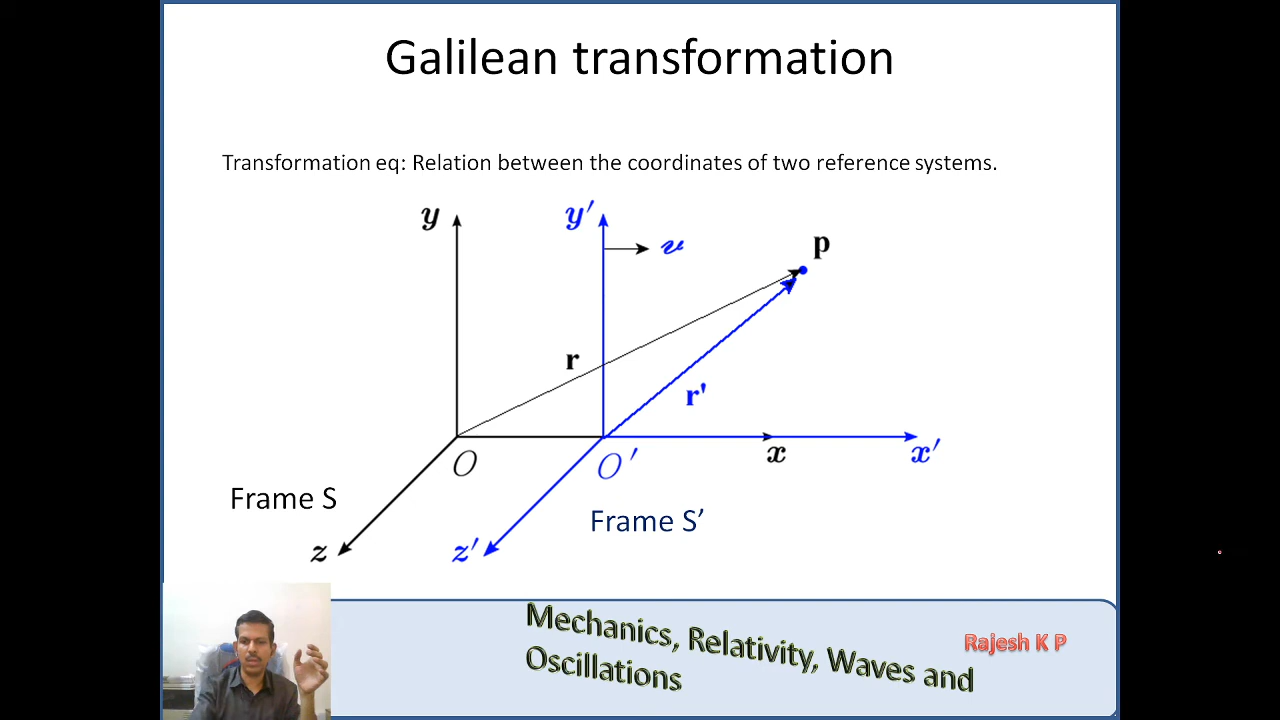 Galilean transformation
Transformation eq: Relation between the coordinates of two reference systems.
y
y′
v
p
r
r'
O
O′
x
x′
Frame S
Frame S’
z
z′
Mechanics, Relativity, Waves and
Oscillations
Rajesh K P